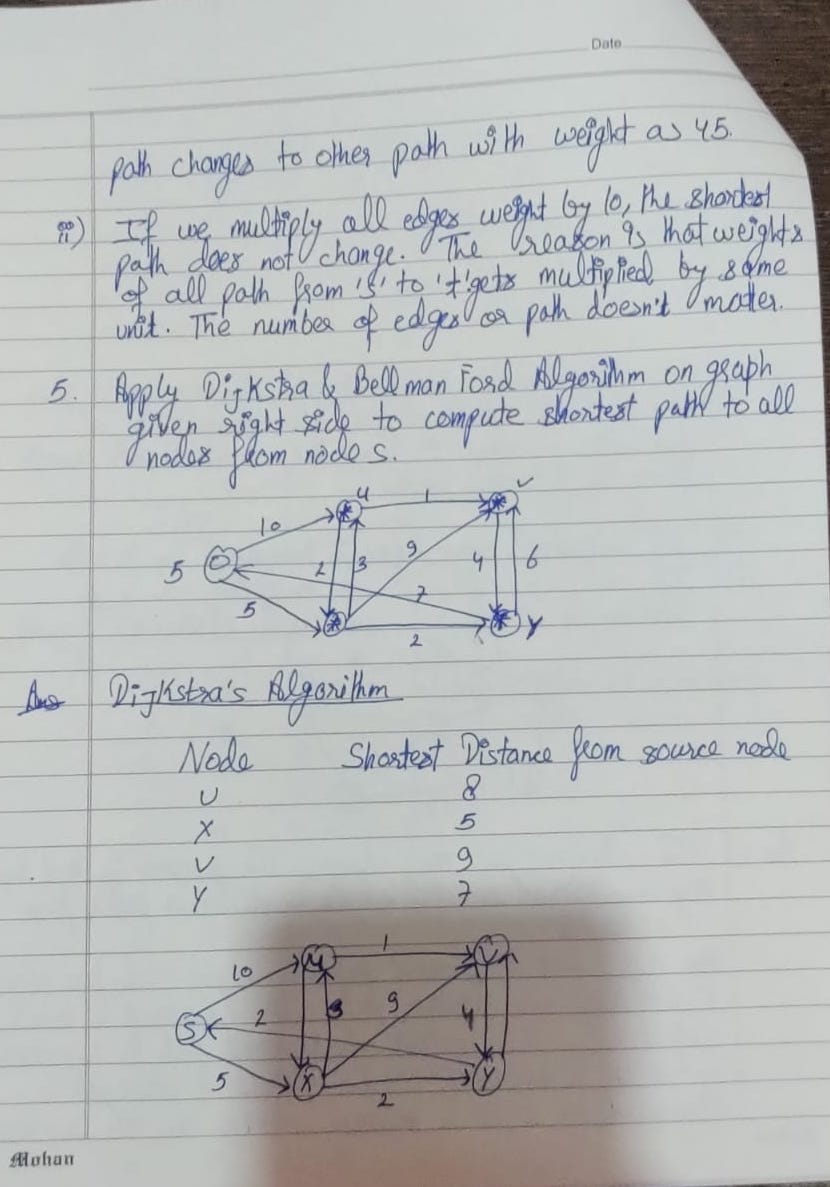 Date
path changes to other path with weight as 45.
ii) If we multiply all edges weight by 10, the shortest
path does not change. The reason is that weights
of all path from 's' to 't' gets multiplied by same
unit. The number of edges or path doesn't matter.
5. Apply Dijkstra & Bellman Ford Algorithm on graph
given right side to compute shortest path to all
nodes from node s.
U 1 V
10
5 2 3 9 4 6
7
5
2 Y
Ans Dijkstra's Algorithm
Node Shortest Distance from source node
U 8
X 5
V 9
Y 7
U 1 V
10
S 2 3 9 4
5 X Y
2
Mohan